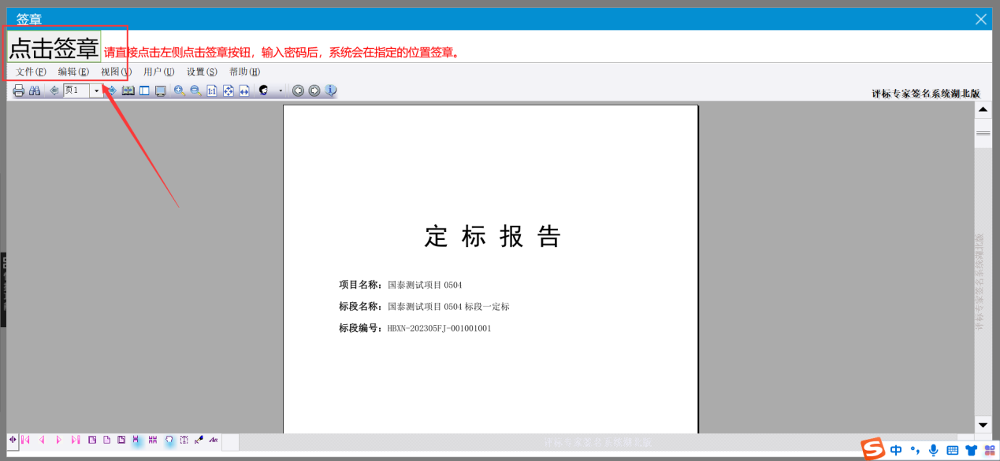 签章
点击签章 请直接点击左侧点击签章按钮，输入密码后，系统会在指定的位置签章。
文件(F) 编辑(E) 视图(V) 用户(U) 设置(S) 帮助(H)
页1
评标专家签名系统湖北版
定标报告
项目名称：国泰测试项目 0504
标段名称：国泰测试项目 0504 标段一定标
标段编号：HBXN-202305FJ-001001001
评标专家签名系统湖北版
评标专家签名系统湖北版
中